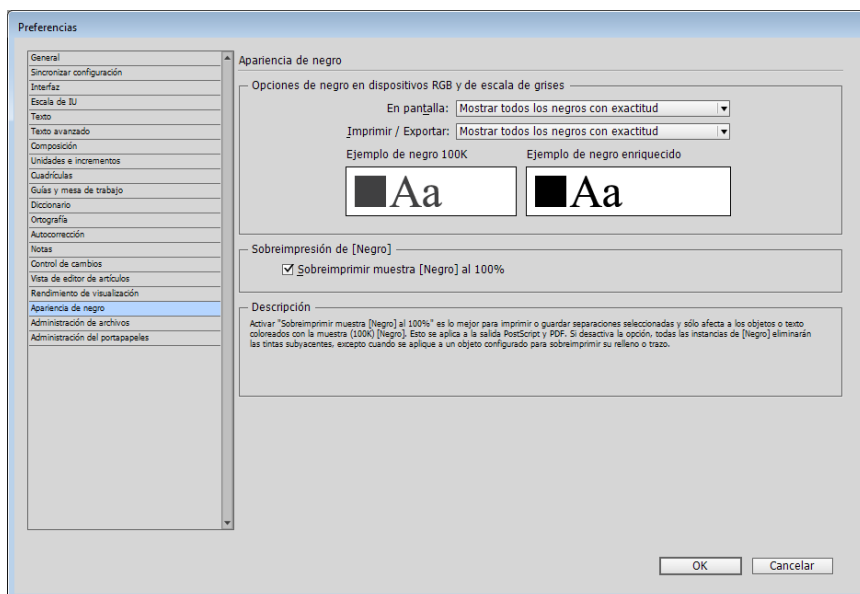 Preferencias
General
Sincronizar configuración
Interfaz
Escala de IU
Texto
Texto avanzado
Composición
Unidades e incrementos
Cuadrículas
Guías y mesa de trabajo
Diccionario
Ortografía
Autocorrección
Notas
Control de cambios
Vista de editor de artículos
Rendimiento de visualización
Apariencia de negro
Administración de archivos
Administración del portapapeles
Apariencia de negro
Opciones de negro en dispositivos RGB y de escala de grises
En pantalla: Mostrar todos los negros con exactitud
Imprimir / Exportar: Mostrar todos los negros con exactitud
Ejemplo de negro 100K Ejemplo de negro enriquecido
Aa Aa
Sobreimpresión de [Negro]
Sobreimprimir muestra [Negro] al 100%
Descripción
Activar "Sobreimprimir muestra [Negro] al 100%" es lo mejor para imprimir o guardar separaciones seleccionadas y sólo afecta a los objetos o texto
coloreados con la muestra (100K) [Negro]. Esto se aplica a la salida PostScript y PDF. Si desactiva la opción, todas las instancias de [Negro] eliminarán
las tintas subyacentes, excepto cuando se aplique a un objeto configurado para sobreimprimir su relleno o trazo.
OK Cancelar